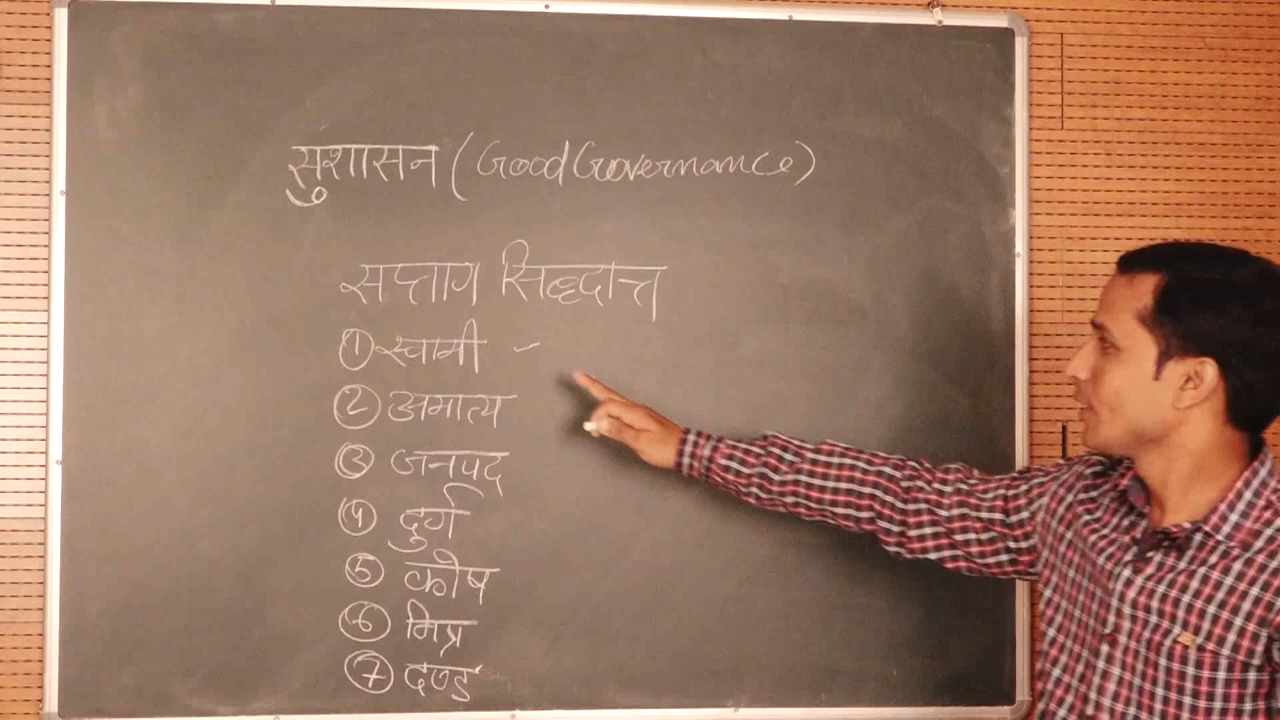 सुशासन (Good Governance)
सप्तांग सिद्धान्त
① स्वामी -
② अमात्य
③ जनपद
④ दुर्ग
⑤ कोष
⑥ मित्र
⑦ दण्ड